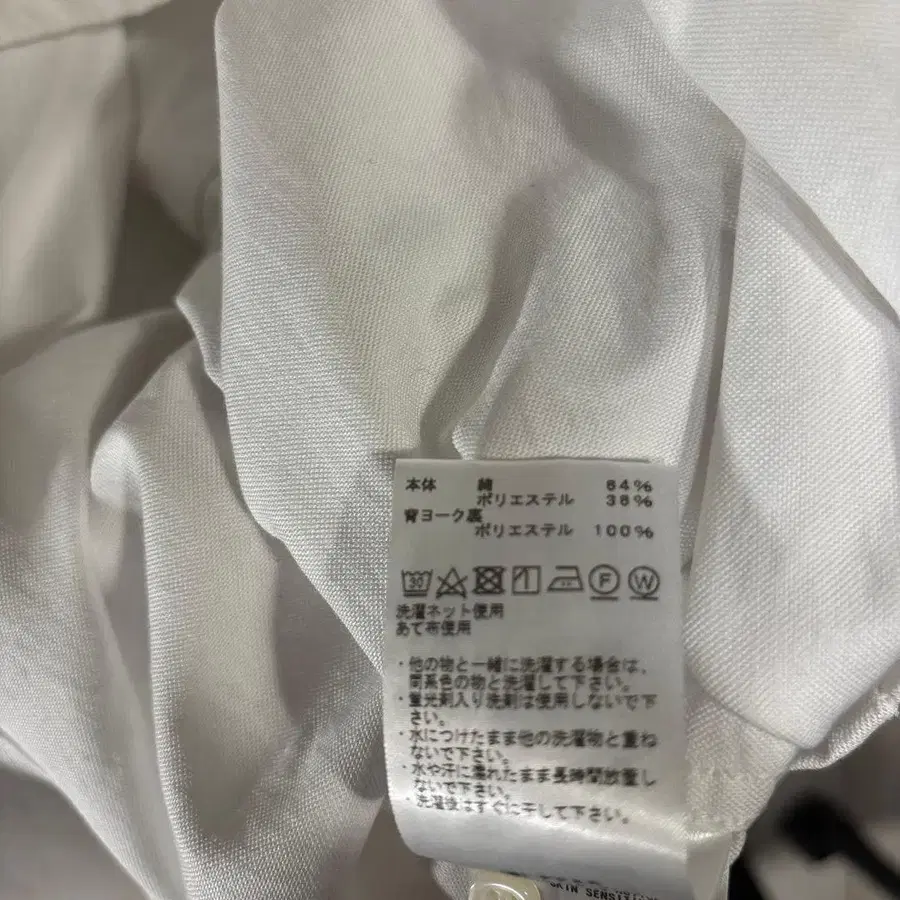 本体 綿 64%
ポリエステル 36%
背ヨーク裏
ポリエステル 100%
30 F W
洗濯ネット使用
あて布使用
・他の物と一緒に洗濯する場合は、
同系色の物と洗濯して下さい。
・蛍光剤入り洗剤は使用しないで下
さい。
・水につけたまま他の洗濯物と重ね
ないで下さい。
・水や汗に濡れたまま長時間放置し
ないで下さい。
・洗濯後はすぐに干して下さい。
SKIN